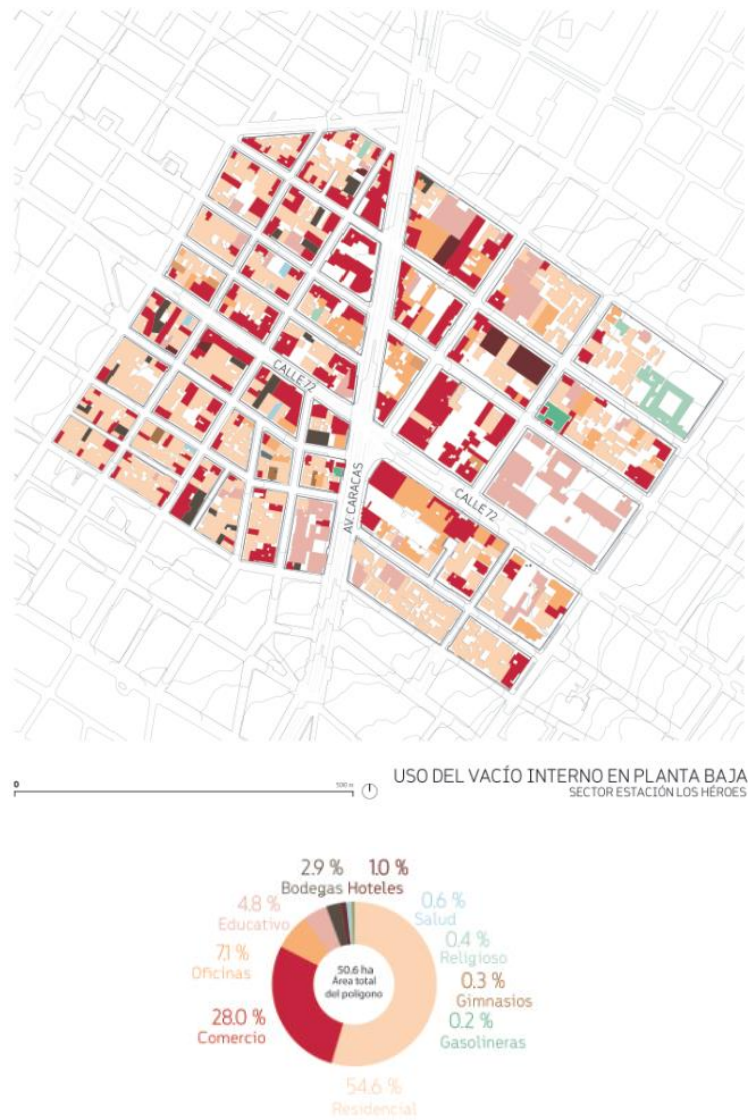 CALLE 72
AV. CARACAS
CALLE 72
0
500 m
USO DEL VACÍO INTERNO EN PLANTA BAJA
SECTOR ESTACIÓN LOS HÉROES
2.9 %
Bodegas
1.0 %
Hoteles
4.8 %
Educativo
0.6 %
Salud
7.1 %
Oficinas
0.4 %
Religioso
50.6 ha
Área total
del polígono
0.3 %
Gimnasios
28.0 %
Comercio
0.2 %
Gasolineras
54.6 %
Residencial